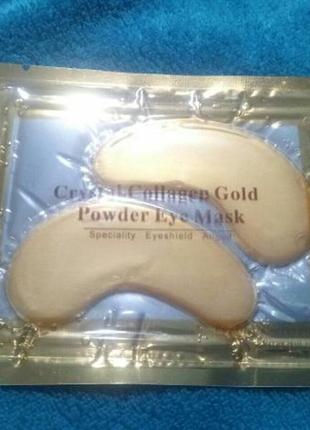 Crystal Collagen Gold
Powder Eye Mask
Speciality Eyeshield